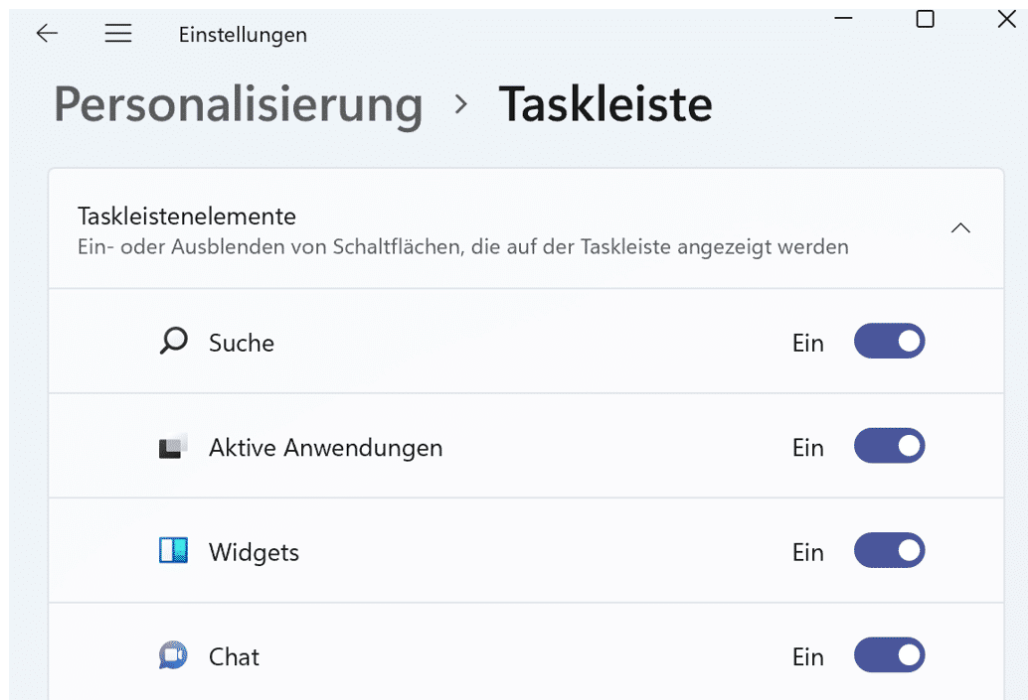 Einstellungen
Personalisierung > Taskleiste
Taskleistenelemente
Ein- oder Ausblenden von Schaltflächen, die auf der Taskleiste angezeigt werden
Suche Ein
Aktive Anwendungen Ein
Widgets Ein
Chat Ein